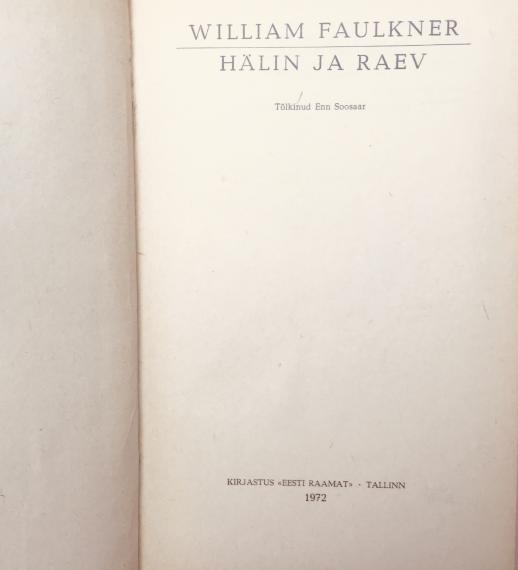 WILLIAM FAULKNER
HÄLIN JA RAEV
Tõlkinud Enn Soosaar
KIRJASTUS «EESTI RAAMAT» · TALLINN
1972